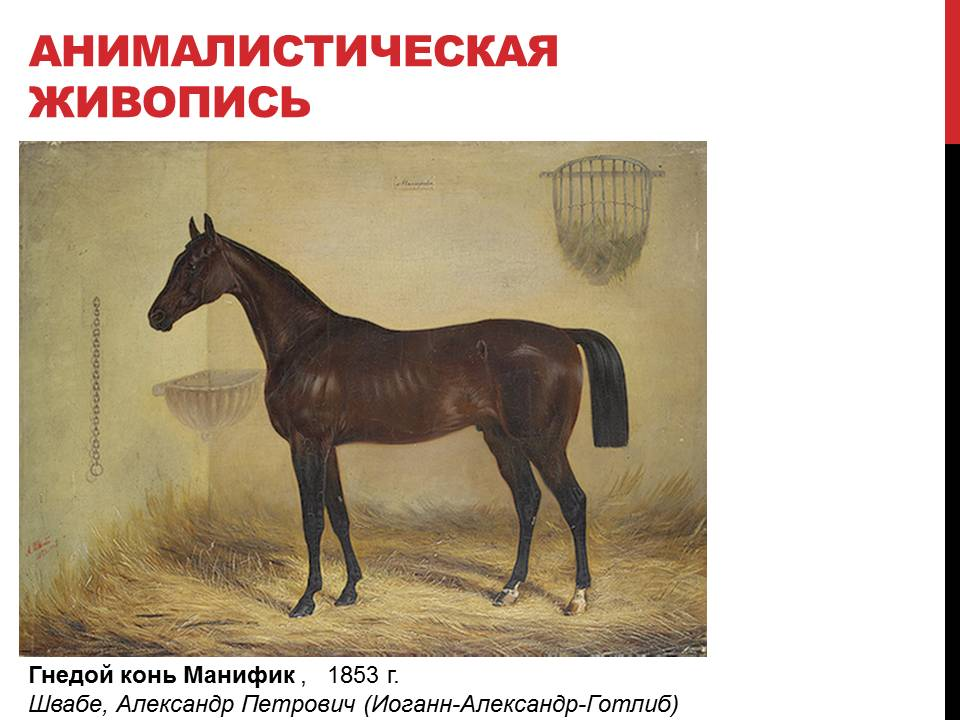 АНИМАЛИСТИЧЕСКАЯ
ЖИВОПИСЬ
Гнедой конь Манифик , 1853 г.
Швабе, Александр Петрович (Иоганн-Александр-Готлиб)